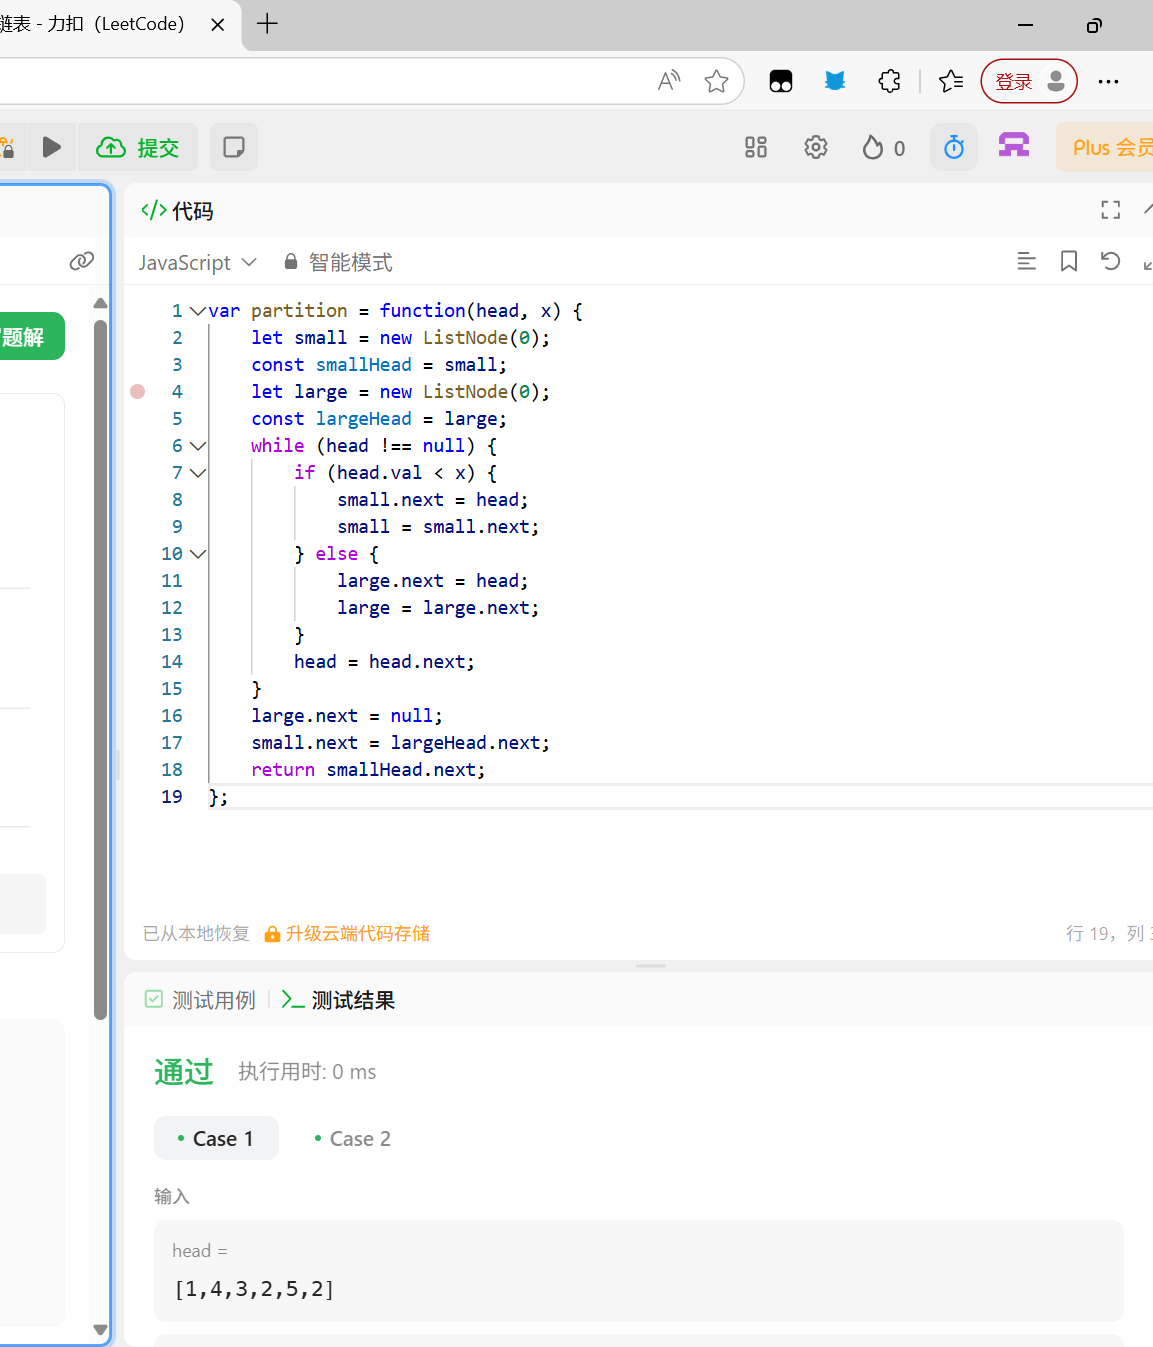 链表 - 力扣（LeetCode）
登录
提交
0
Plus 会员
题解
</> 代码
JavaScript
智能模式
1 var partition = function(head, x) {
2     let small = new ListNode(0);
3     const smallHead = small;
4     let large = new ListNode(0);
5     const largeHead = large;
6     while (head !== null) {
7         if (head.val < x) {
8             small.next = head;
9             small = small.next;
10         } else {
11             large.next = head;
12             large = large.next;
13         }
14         head = head.next;
15     }
16     large.next = null;
17     small.next = largeHead.next;
18     return smallHead.next;
19 };
已从本地恢复 升级云端代码存储
行 19，列
测试用例 测试结果
通过 执行用时: 0 ms
Case 1 Case 2
输入
head =
[1,4,3,2,5,2]